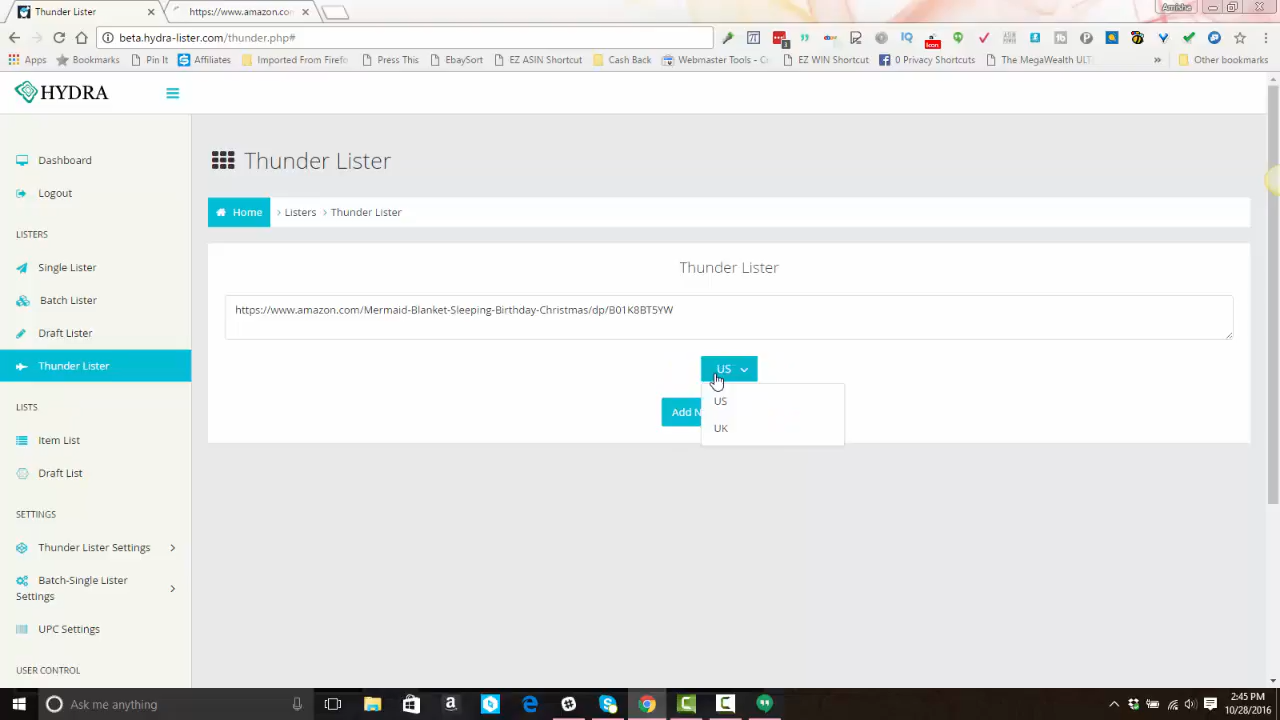 Thunder Lister
https://www.amazon.com
Amisha
beta.hydra-lister.com/thunder.php#
Apps
Bookmarks
Pin It
Affiliates
Imported From Firefo
Press This
EbaySort
EZ ASIN Shortcut
Cash Back
Webmaster Tools - C
EZ WIN Shortcut
0 Privacy Shortcuts
The MegaWealth ULT
»
Other bookmarks
HYDRA
Dashboard
Logout
LISTERS
Single Lister
Batch Lister
Draft Lister
Thunder Lister
LISTS
Item List
Draft List
SETTINGS
Thunder Lister Settings
Batch-Single Lister
Settings
UPC Settings
USER CONTROL
Thunder Lister
Home > Listers > Thunder Lister
Thunder Lister
https://www.amazon.com/Mermaid-Blanket-Sleeping-Birthday-Christmas/dp/B01K8BT5YW
US
US
UK
Add N
Ask me anything
2:45 PM
10/28/2016